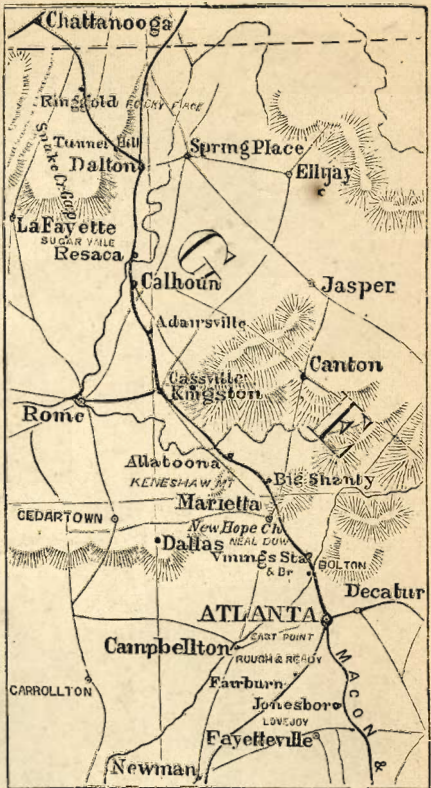 Chattanooga
Ringgold
ROCKY FACE
Tunnel Hill
Snake Cr. Gap
Dalton
Spring Place
Ellijay
LaFayette
SUGAR VALE
Resaca
G
Calhoun
Jasper
Adairsville
Canton
Cassville
Kingston
Rome
E
Allatoona
KENESHAW MT
Big Shanty
Marietta
CEDARTOWN
New Hope Ch
Dallas
NEAL DOW
Vinings Sta
& Br
BOLTON
Decatur
ATLANTA
EAST POINT
Campbellton
ROUGH & READY
Fairburn
CARROLLTON
Jonesboro
LOVEJOY
Fayetteville
MACON &
Newman